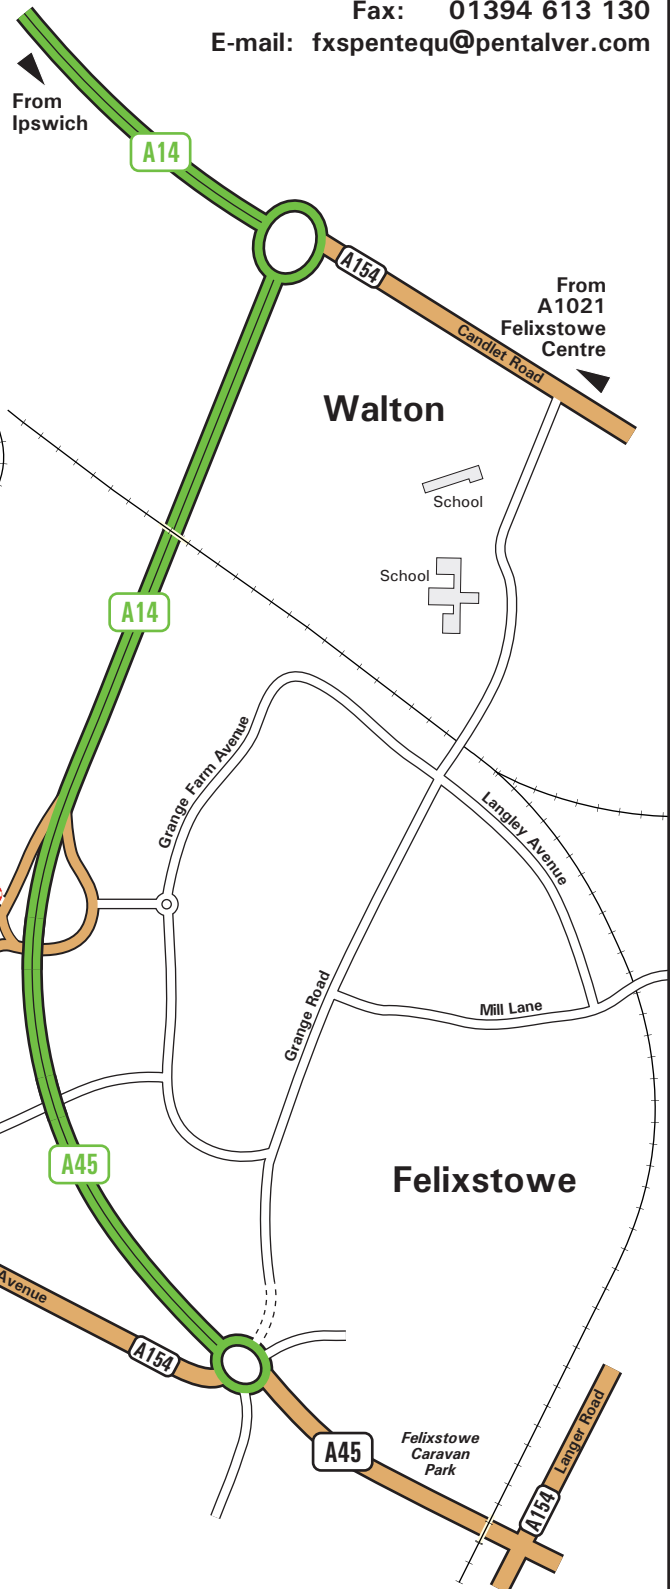 Fax: 01394 613 130
E-mail: fxspentequ@pentalver.com
From
Ipswich
A14
A154
From
A1021
Felixstowe
Centre
Candlet Road
Walton
School
School
A14
Grange Farm Avenue
Langley Avenue
Grange Road
Mill Lane
A45
Felixstowe
Avenue
A154
A45
Felixstowe
Caravan
Park
Langer Road
A154